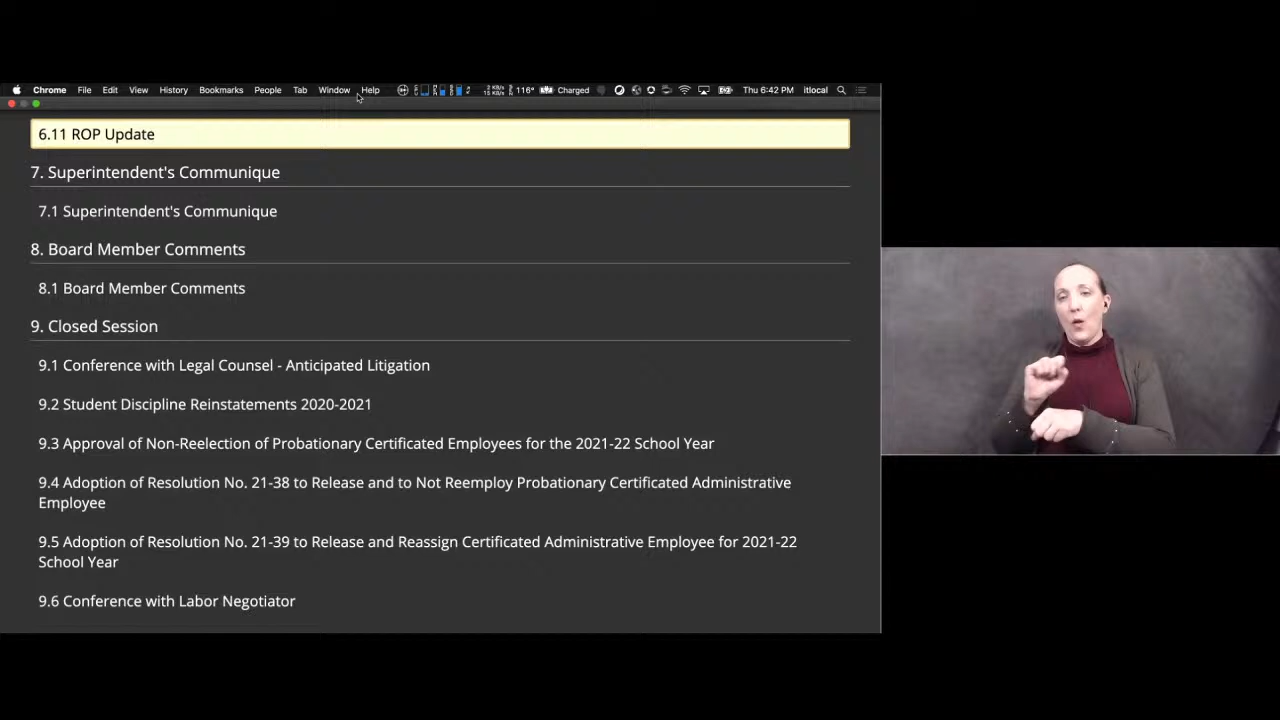 Chrome File Edit View History Bookmarks People Tab Window Help 116° Charged Thu 6:42 PM itlocal
6.11 ROP Update
7. Superintendent's Communique
7.1 Superintendent's Communique
8. Board Member Comments
8.1 Board Member Comments
9. Closed Session
9.1 Conference with Legal Counsel - Anticipated Litigation
9.2 Student Discipline Reinstatements 2020-2021
9.3 Approval of Non-Reelection of Probationary Certificated Employees for the 2021-22 School Year
9.4 Adoption of Resolution No. 21-38 to Release and to Not Reemploy Probationary Certificated Administrative
Employee
9.5 Adoption of Resolution No. 21-39 to Release and Reassign Certificated Administrative Employee for 2021-22
School Year
9.6 Conference with Labor Negotiator